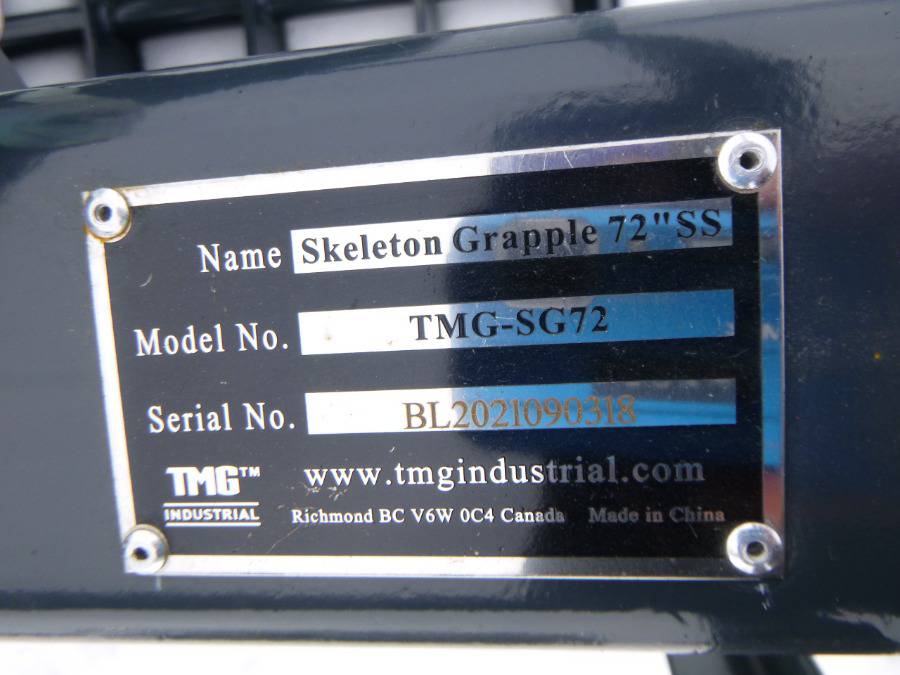 Name Skeleton Grapple 72"SS
Model No. TMG-SG72
Serial No. BL2021090318
TMG™ www.tmgindustrial.com
INDUSTRIAL Richmond BC V6W 0C4 Canada Made in China